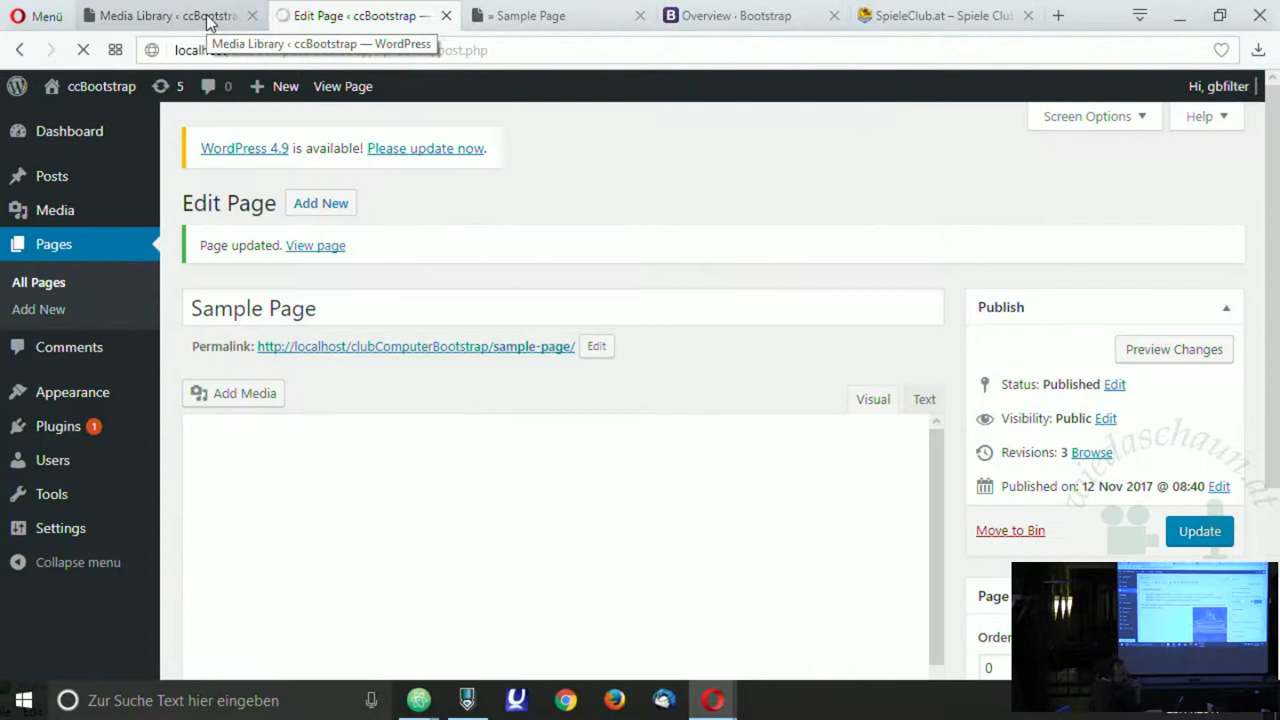 Menü
Media Library ‹ ccBootstra
Edit Page ‹ ccBootstrap —
» Sample Page
Overview · Bootstrap
SpieleClub.at – Spiele Clu
Media Library ‹ ccBootstrap — WordPress
post.php
ccBootstrap
5
0
New
View Page
Hi, gbfilter
Screen Options
Help
Dashboard
Posts
Media
Pages
All Pages
Add New
Comments
Appearance
Plugins 1
Users
Tools
Settings
Collapse menu
WordPress 4.9 is available! Please update now.
Edit Page
Add New
Page updated. View page
Sample Page
Permalink: http://localhost/clubComputerBootstrap/sample-page/ Edit
Add Media
Visual
Text
Publish
Preview Changes
Status: Published Edit
Visibility: Public Edit
Revisions: 3 Browse
Published on: 12 Nov 2017 @ 08:40 Edit
Move to Bin
Update
wiedaschaun.at
Page
Order
0
Zur Suche Text hier eingeben